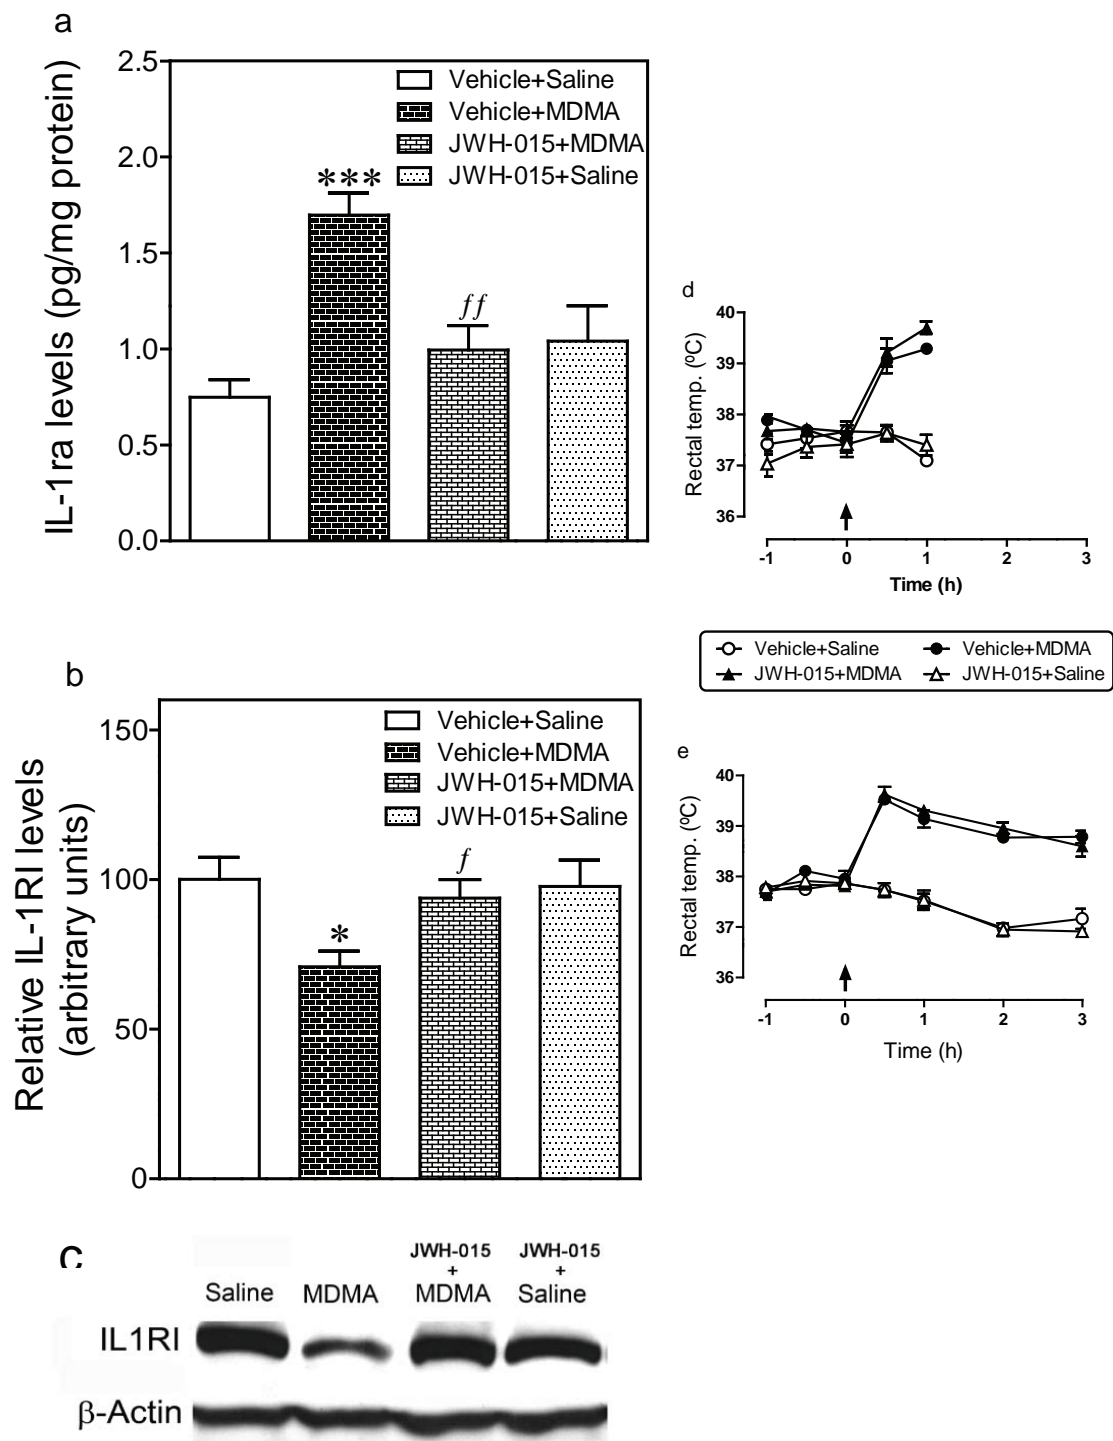 a
IL-1ra levels (pg/mg protein)
2.5
2.0
1.5
1.0
0.5
0.0
Vehicle+Saline
Vehicle+MDMA
JWH-015+MDMA
JWH-015+Saline
***
ff
d
Rectal temp. (ºC)
40
39
38
37
36
-1 0 1 2 3
Time (h)
Vehicle+Saline Vehicle+MDMA
JWH-015+MDMA JWH-015+Saline
b
Relative IL-1RI levels
(arbitrary units)
150
100
50
0
Vehicle+Saline
Vehicle+MDMA
JWH-015+MDMA
JWH-015+Saline
*
f
e
Rectal temp. (ºC)
40
39
38
37
36
-1 0 1 2 3
Time (h)
c
JWH-015 JWH-015
+ +
Saline MDMA MDMA Saline
IL1RI
β-Actin